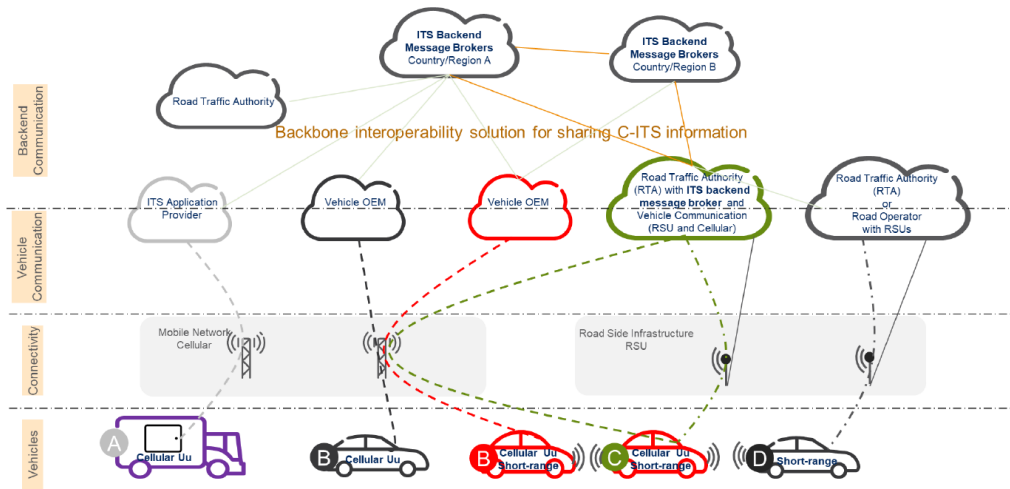 ITS Backend
Message Brokers
Country/Region A
ITS Backend
Message Brokers
Country/Region B
Road Traffic Authority
Backend
Communication
Backbone interoperability solution for sharing C-ITS information
ITS Application
Provider
Vehicle OEM
Vehicle OEM
Road Traffic Authority
(RTA) with ITS backend
message broker and
Vehicle Communication
(RSU and Cellular)
Road Traffic Authority
(RTA)
or
Road Operator
with RSUs
Vehicle
Communication
Connectivity
Mobile Network
Cellular
Road Side Infrastructure
RSU
Vehicles
A
Cellular Uu
B
Cellular Uu
B
Cellular Uu
Short-range
C
Cellular Uu
Short-range
D
Short-range